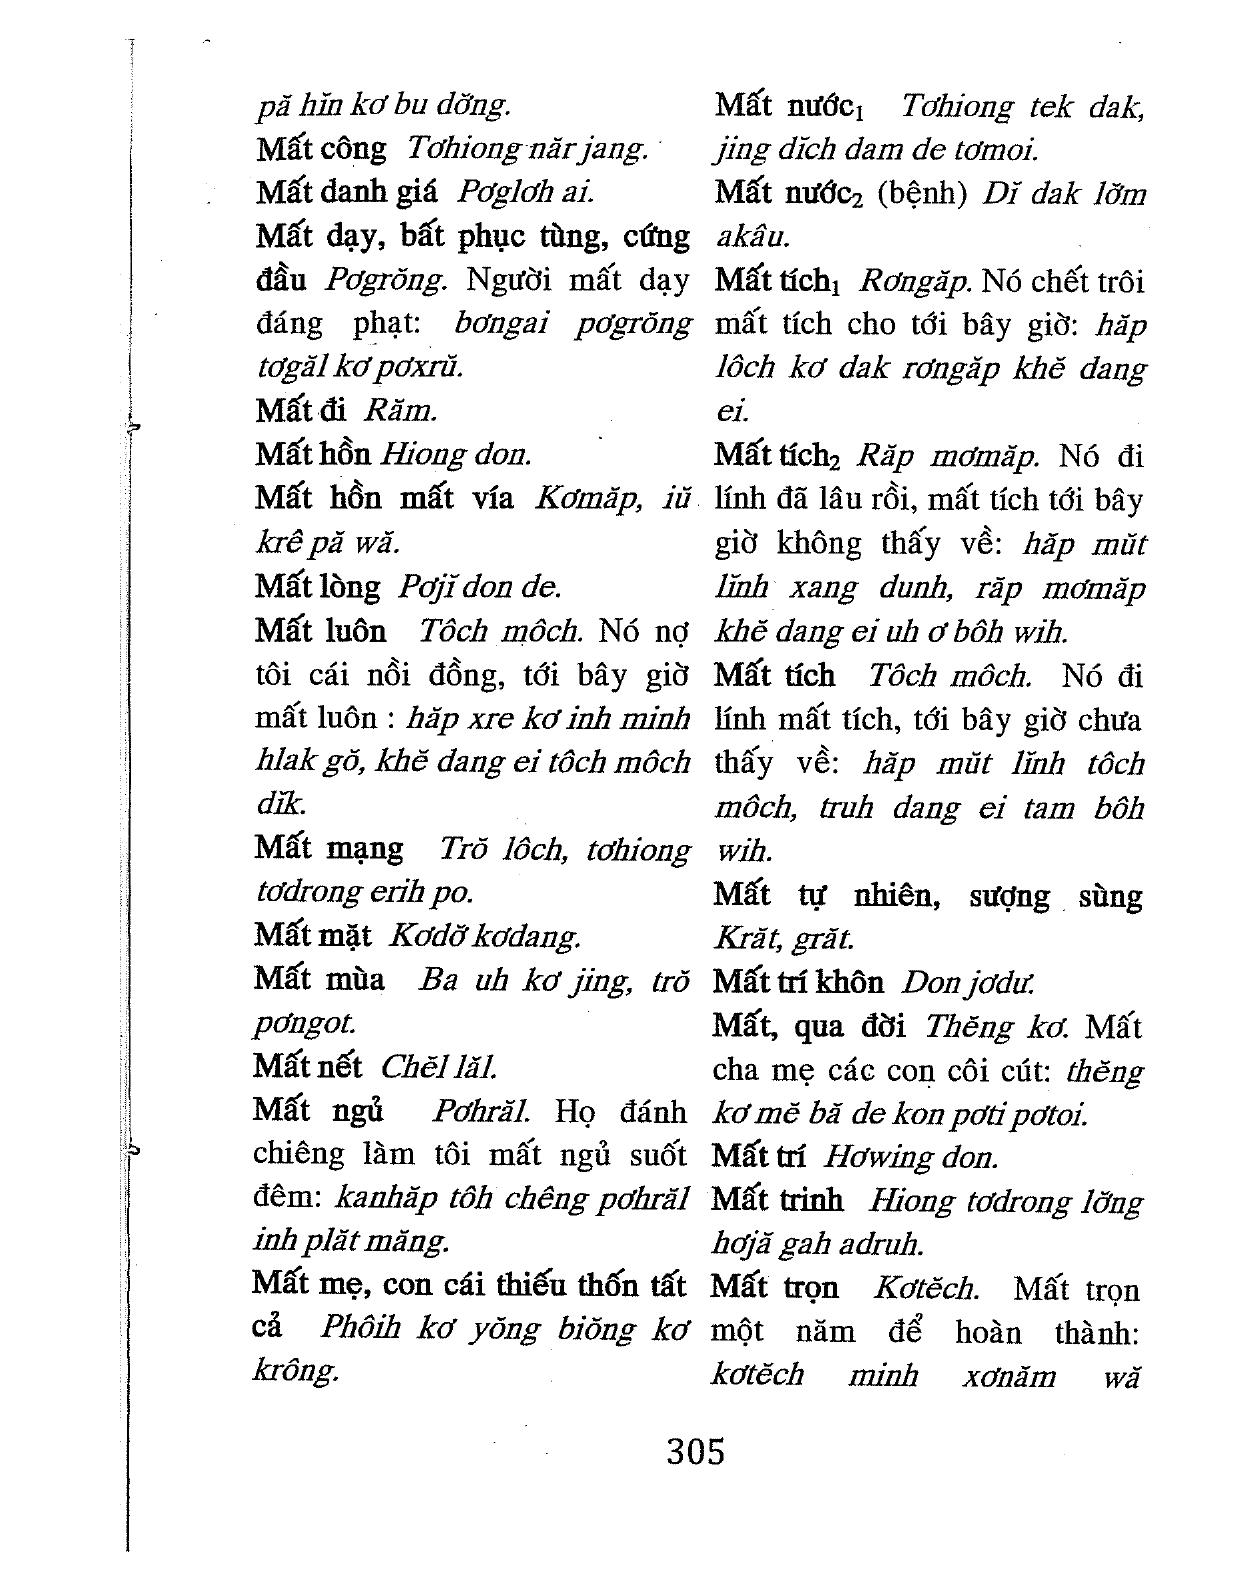 pă hĭn kơ bu dỡng.
Mất công Tơhiong năr jang.
Mất danh giá Pơglơh ai.
Mất dạy, bất phục tùng, cứng
đầu Pơgrŏng. Người mất dạy
đáng phạt: bơngai pơgrŏng
tơgăl kơ pơxrŭ.
Mất đi Răm.
Mất hồn Hiong don.
Mất hồn mất vía Kơmăp, iŭ
krê pă wă.
Mất lòng Pơjĭ don de.
Mất luôn Tôch môch. Nó nợ
tôi cái nồi đồng, tới bây giờ
mất luôn : hăp xre kơ inh minh
hlak gŏ, khĕ dang ei tôch môch
dĭk.
Mất mạng Trŏ lôch, tơhiong
tơdrong erih po.
Mất mặt Kơdỡ kơdang.
Mất mùa Ba uh kơ jing, trŏ
pơngot.
Mất nết Chĕl lăl.
Mất ngủ Pơhrăl. Họ đánh
chiêng làm tôi mất ngủ suốt
đêm: kanhăp tôh chêng pơhrăl
inh plăt măng.
Mất mẹ, con cái thiếu thốn tất
cả Phôih kơ yŏng biŏng kơ
krông.
Mất nước₁ Tơhiong tek dak,
jing dĭch dam de tơmoi.
Mất nước₂ (bệnh) Dĭ dak lỡm
akâu.
Mất tích₁ Rơngăp. Nó chết trôi
mất tích cho tới bây giờ: hăp
lôch kơ dak rơngăp khĕ dang
ei.
Mất tích₂ Răp mơmăp. Nó đi
lính đã lâu rồi, mất tích tới bây
giờ không thấy về: hăp mŭt
lĭnh xang dunh, răp mơmăp
khĕ dang ei uh ơ bôh wih.
Mất tích Tôch môch. Nó đi
lính mất tích, tới bây giờ chưa
thấy về: hăp mŭt lĭnh tôch
môch, truh dang ei tam bôh
wih.
Mất tự nhiên, sượng sùng
Krăt, grăt.
Mất trí khôn Don jơdư.
Mất, qua đời Thĕng kơ. Mất
cha mẹ các con côi cút: thĕng
kơ mĕ bă de kon pơti pơtoi.
Mất trí Hơwing don.
Mất trinh Hiong tơdrong lỡng
hơjă gah adruh.
Mất trọn Kơtĕch. Mất trọn
một năm để hoàn thành:
kơtĕch minh xơnăm wă
305